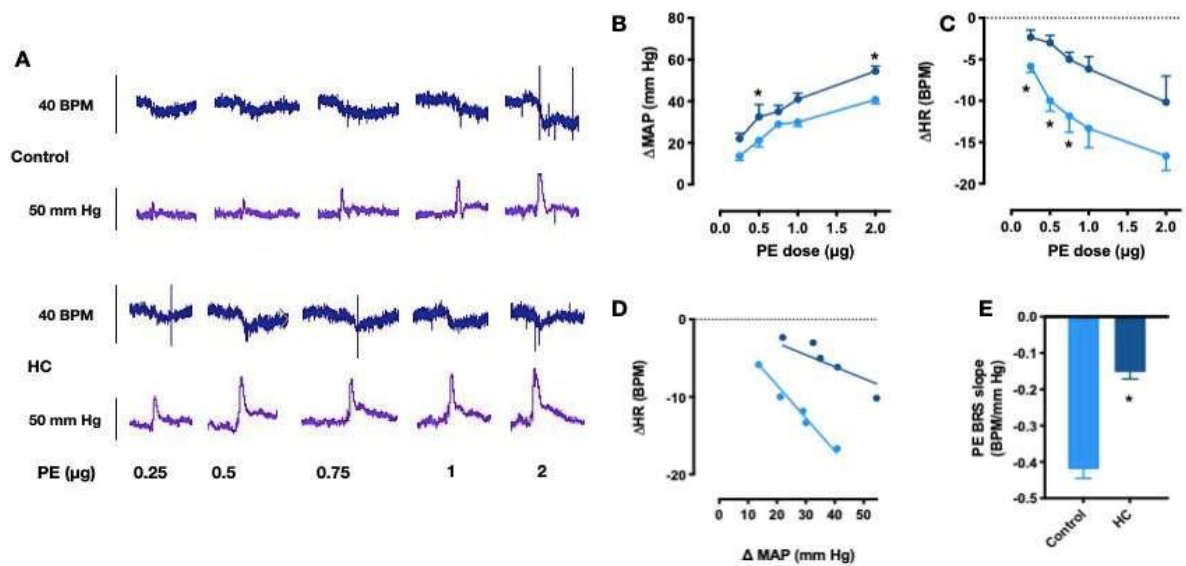 A
40 BPM
Control
50 mm Hg
40 BPM
HC
50 mm Hg
PE (µg) 0.25 0.5 0.75 1 2
B
80
60
40
20
0
ΔMAP (mm Hg)
*
*
0.0 0.5 1.0 1.5 2.0
PE dose (µg)
C
0
-5
-10
-15
-20
ΔHR (BPM)
*
*
*
0.0 0.5 1.0 1.5 2.0
PE dose (µg)
D
0
-10
-20
ΔHR (BPM)
0 10 20 30 40 50
Δ MAP (mm Hg)
E
0.0
-0.1
-0.2
-0.3
-0.4
-0.5
PE BRS slope
(BPM/mm Hg)
*
Control
HC